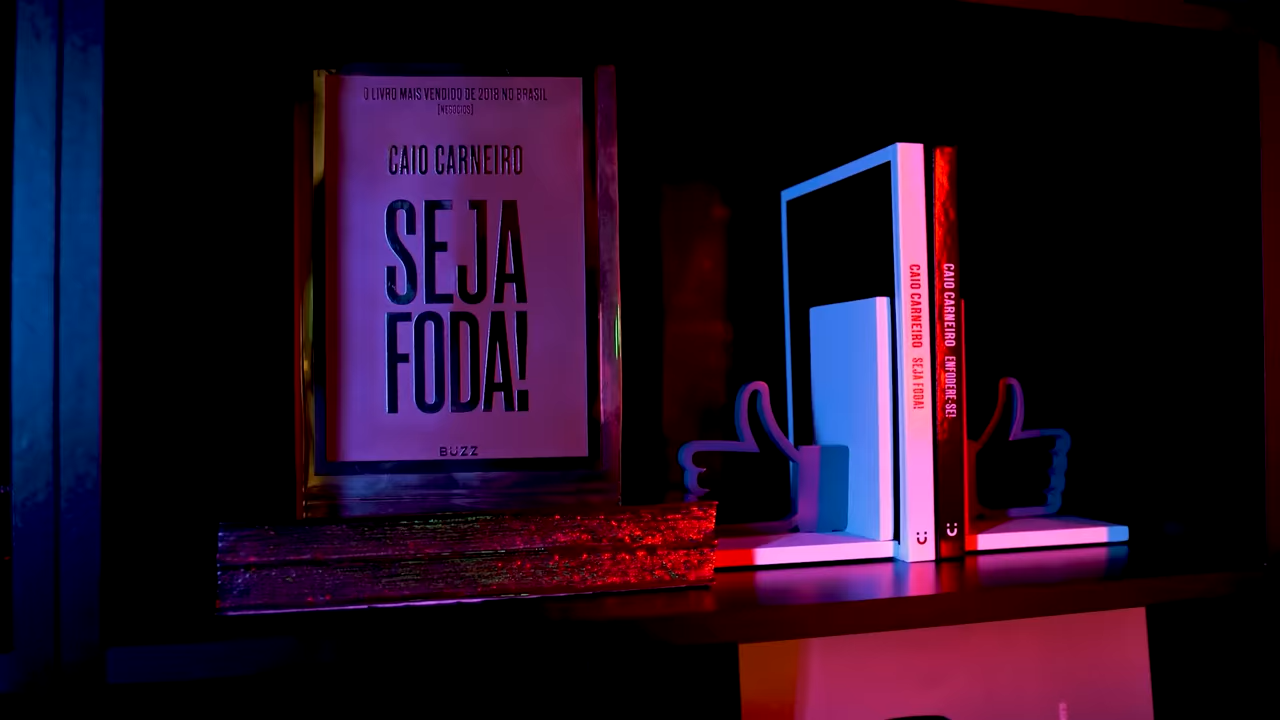 O LIVRO MAIS VENDIDO DE 2018 NO BRASIL
[NEGÓCIOS]
CAIO CARNEIRO
SEJA
FODA!
BUZZ
CAIO CARNEIRO SEJA FODA!
CAIO CARNEIRO ENFODERE-SE!